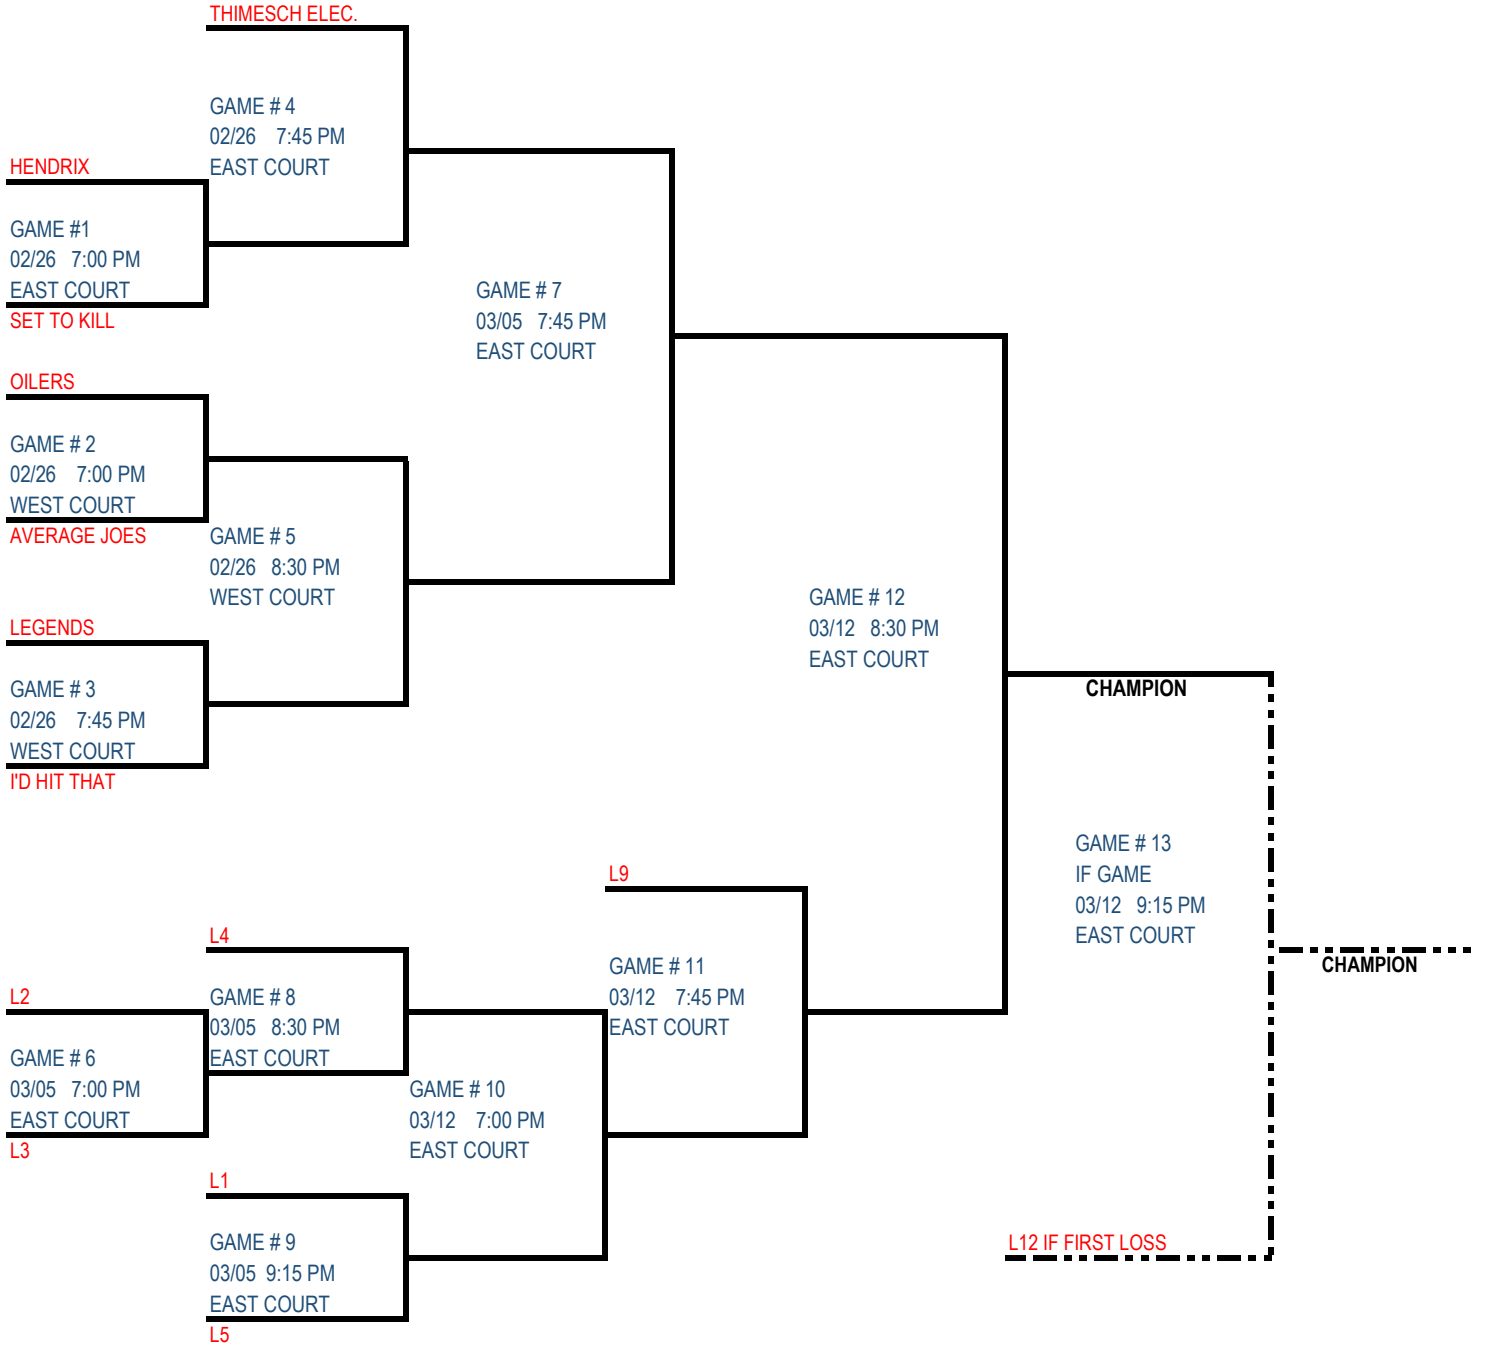 THIMESCH ELEC.
GAME # 4
02/26 7:45 PM
EAST COURT
HENDRIX
GAME #1
02/26 7:00 PM
EAST COURT
SET TO KILL
GAME # 7
03/05 7:45 PM
EAST COURT
OILERS
GAME # 2
02/26 7:00 PM
WEST COURT
AVERAGE JOES
GAME # 5
02/26 8:30 PM
WEST COURT
LEGENDS
GAME # 3
02/26 7:45 PM
WEST COURT
I'D HIT THAT
GAME # 12
03/12 8:30 PM
EAST COURT
CHAMPION
GAME # 13
IF GAME
03/12 9:15 PM
EAST COURT
CHAMPION
L9
GAME # 11
03/12 7:45 PM
EAST COURT
L4
GAME # 8
03/05 8:30 PM
EAST COURT
L2
GAME # 6
03/05 7:00 PM
EAST COURT
L3
GAME # 10
03/12 7:00 PM
EAST COURT
L1
GAME # 9
03/05 9:15 PM
EAST COURT
L5
L12 IF FIRST LOSS